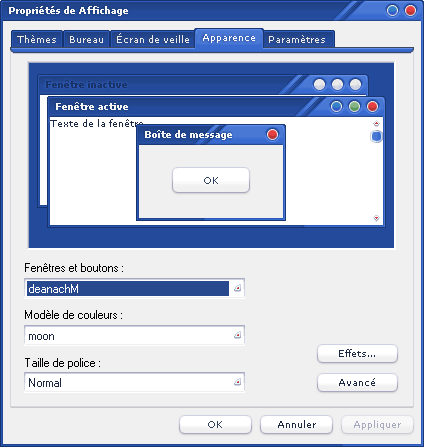 Propriétés de Affichage
Thèmes Bureau Écran de veille Apparence Paramètres
Fenêtre inactive
Fenêtre active
Texte de la fenêtre
Boîte de message
OK
Fenêtres et boutons :
deanachM
Modèle de couleurs :
moon
Taille de police :
Normal
Effets...
Avancé
OK Annuler Appliquer